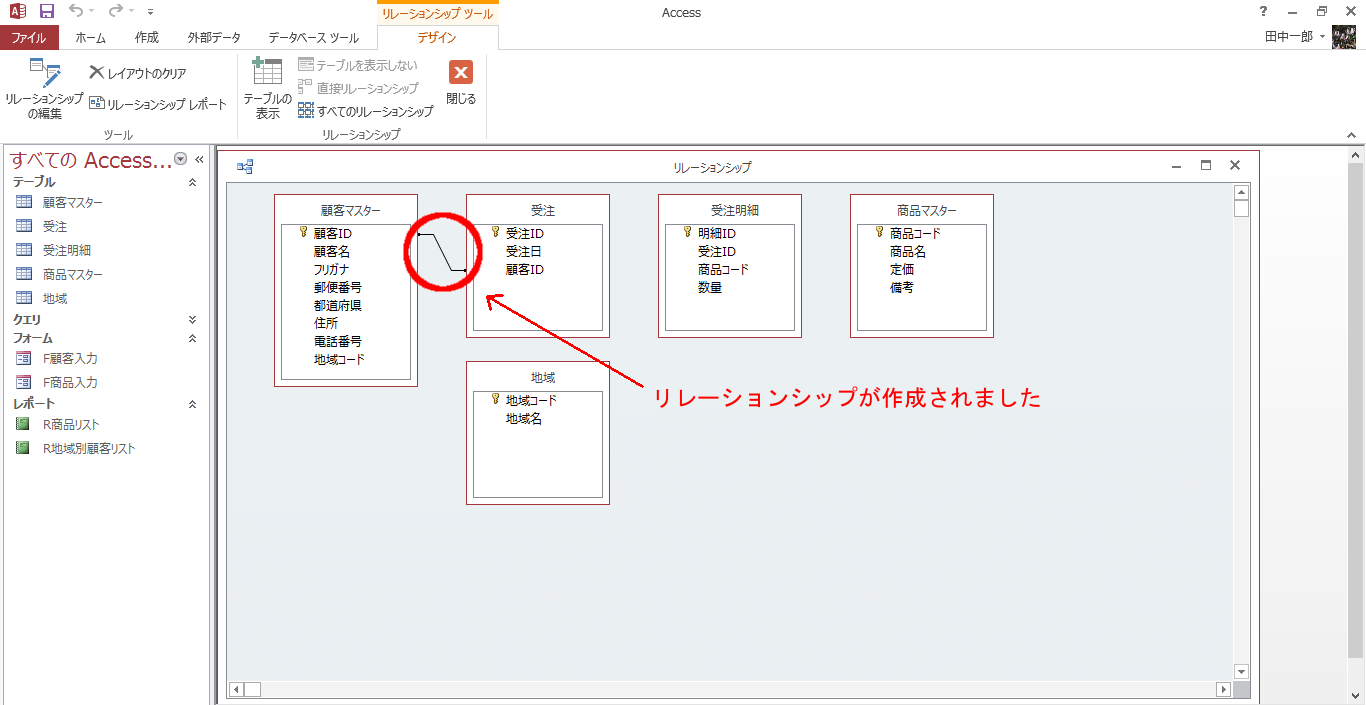 リレーションシップ ツール
Access
?
ファイル
ホーム
作成
外部データ
データベース ツール
デザイン
田中一郎
リレーションシップ
の編集
レイアウトのクリア
リレーションシップ レポート
ツール
テーブルの
表示
テーブルを表示しない
直接リレーションシップ
すべてのリレーションシップ
閉じる
リレーションシップ
すべての Access...
テーブル
顧客マスター
受注
受注明細
商品マスター
地域
クエリ
フォーム
F顧客入力
F商品入力
レポート
R商品リスト
R地域別顧客リスト
リレーションシップ
顧客マスター
顧客ID
顧客名
フリガナ
郵便番号
都道府県
住所
電話番号
地域コード
受注
受注ID
受注日
顧客ID
受注明細
明細ID
受注ID
商品コード
数量
商品マスター
商品コード
商品名
定価
備考
地域
地域コード
地域名
リレーションシップが作成されました